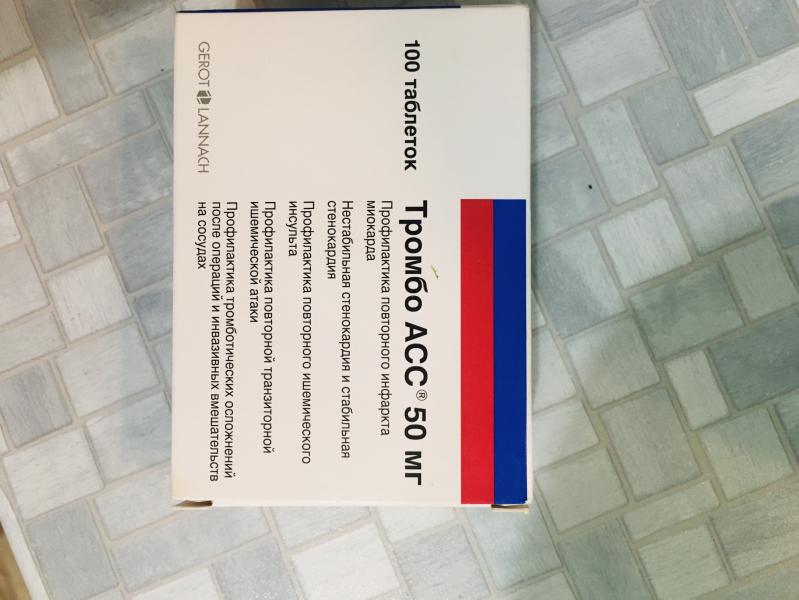 100 таблеток
Тромбо АСС® 50 мг
Профилактика повторного инфаркта
миокарда
Нестабильная стенокардия и стабильная
стенокардия
Профилактика повторного ишемического
инсульта
Профилактика повторной транзиторной
ишемической атаки
Профилактика тромботических осложнений
после операций и инвазивных вмешательств
на сосудах
GEROT LANNACH